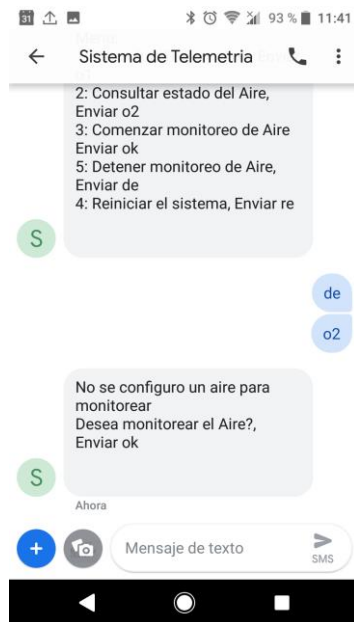 31
93 %
11:41
Sistema de Telemetria
2: Consultar estado del Aire,
Enviar o2
3: Comenzar monitoreo de Aire
Enviar ok
5: Detener monitoreo de Aire,
Enviar de
4: Reiniciar el sistema, Enviar re
S
de
o2
No se configuro un aire para
monitorear
Desea monitorear el Aire?,
Enviar ok
S
Ahora
Mensaje de texto
SMS